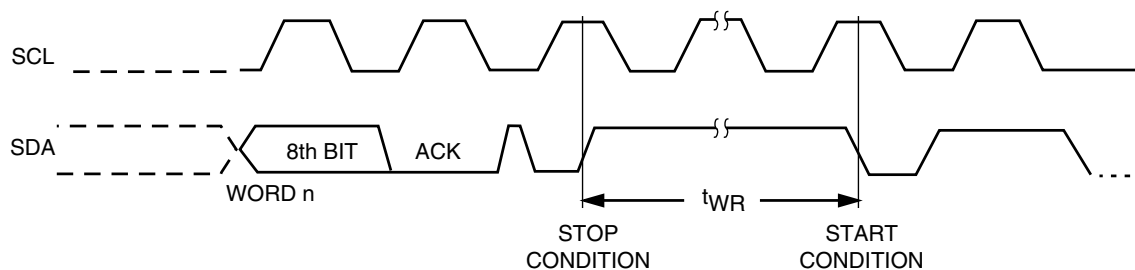 SCL
SDA
8th BIT
ACK
WORD n
tWR
STOP
CONDITION
START
CONDITION